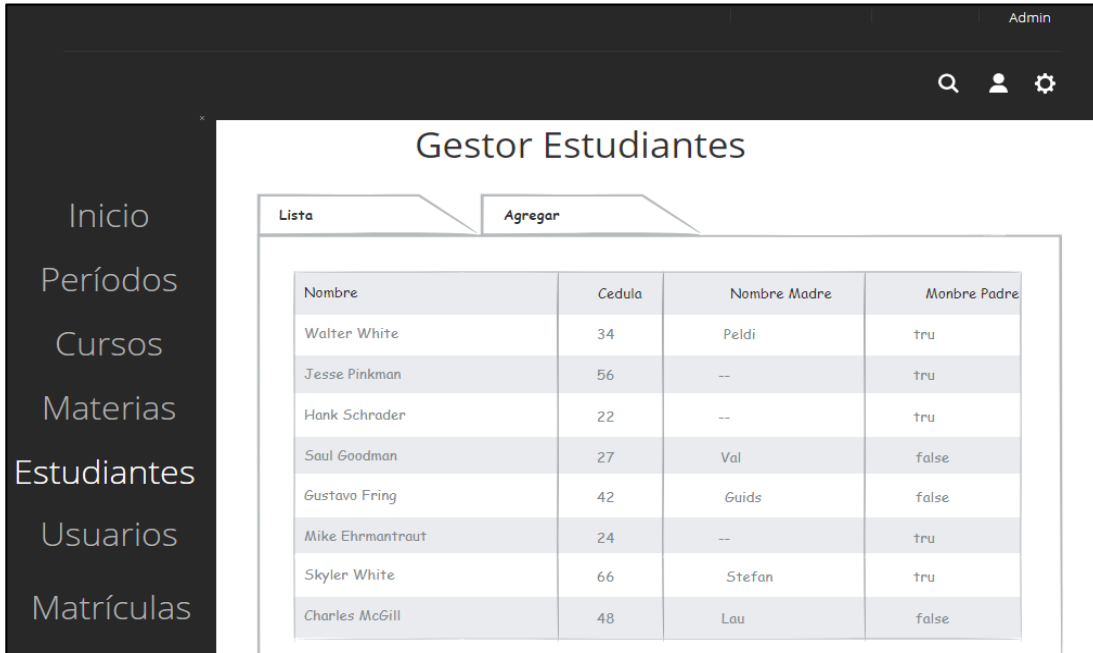 Admin
Gestor Estudiantes
Inicio
Períodos
Cursos
Materias
Estudiantes
Usuarios
Matrículas
Lista Agregar
Nombre Cedula Nombre Madre Monbre Padre
Walter White 34 Peldi tru
Jesse Pinkman 56 -- tru
Hank Schrader 22 -- tru
Saul Goodman 27 Val false
Gustavo Fring 42 Guids false
Mike Ehrmantraut 24 -- tru
Skyler White 66 Stefan tru
Charles McGill 48 Lau false